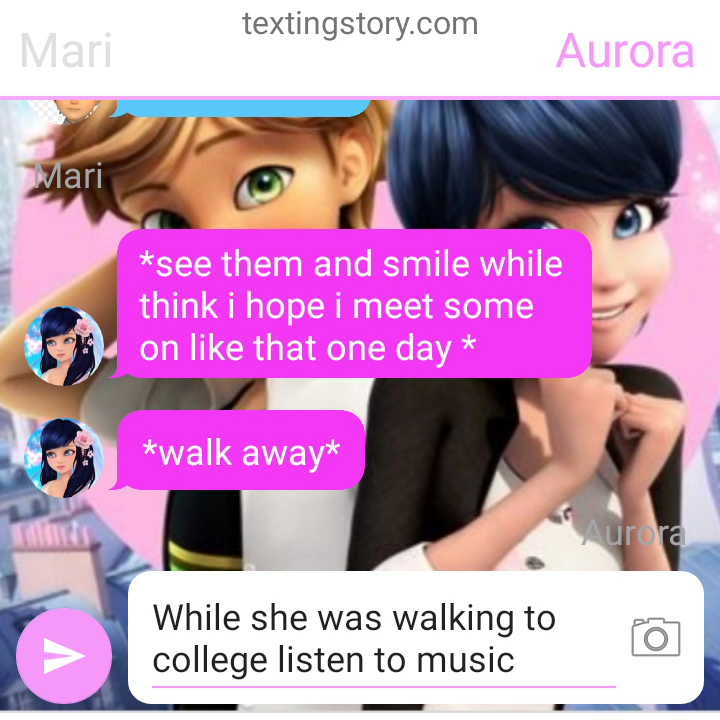 textingstory.com
Mari
Aurora
Mari
*see them and smile while
think i hope i meet some
on like that one day *
*walk away*
Aurora
While she was walking to
college listen to music